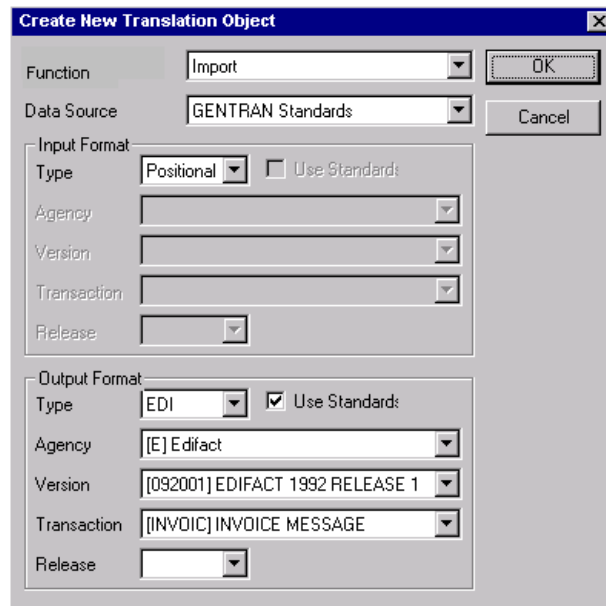 Create New Translation Object
Function Import OK
Data Source GENTRAN Standards Cancel
Input Format
Type Positional Use Standards
Agency
Version
Transaction
Release
Output Format
Type EDI Use Standards
Agency [E] Edifact
Version [092001] EDIFACT 1992 RELEASE 1
Transaction [INVOIC] INVOICE MESSAGE
Release